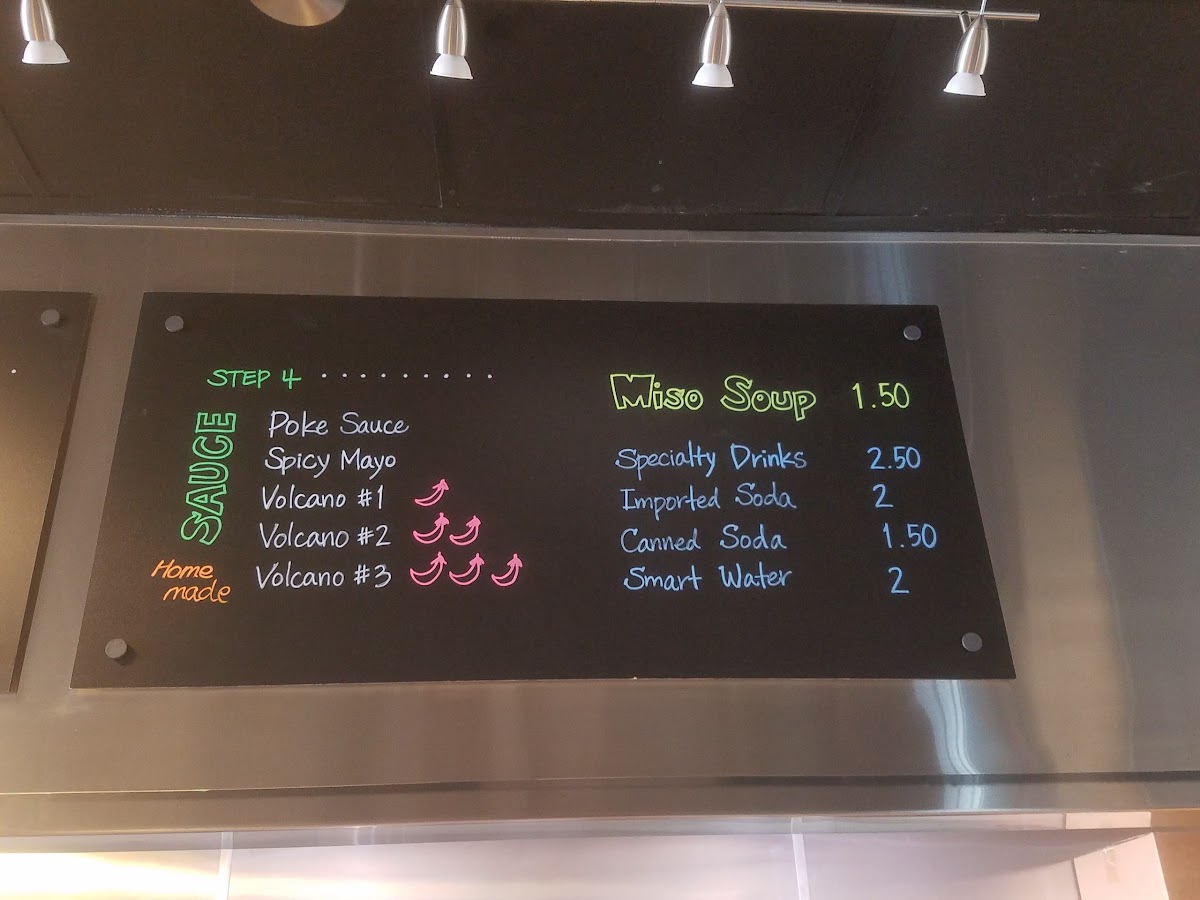 STEP 4 . . . . . . . . .
SAUCE
Poke Sauce
Spicy Mayo
Volcano #1
Volcano #2
Volcano #3
Home
made
Miso Soup 1.50
Specialty Drinks 2.50
Imported Soda 2
Canned Soda 1.50
Smart Water 2